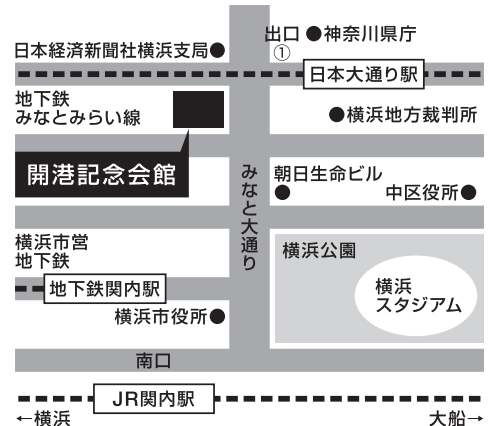 出口
①
●神奈川県庁
日本経済新聞社横浜支局●
日本大通り駅
地下鉄
みなとみらい線
●横浜地方裁判所
開港記念会館
みなと大通り
朝日生命ビル
●
中区役所●
横浜市営
地下鉄
横浜公園
地下鉄関内駅
横浜
スタジアム
横浜市役所●
南口
JR関内駅
←横浜
大船→